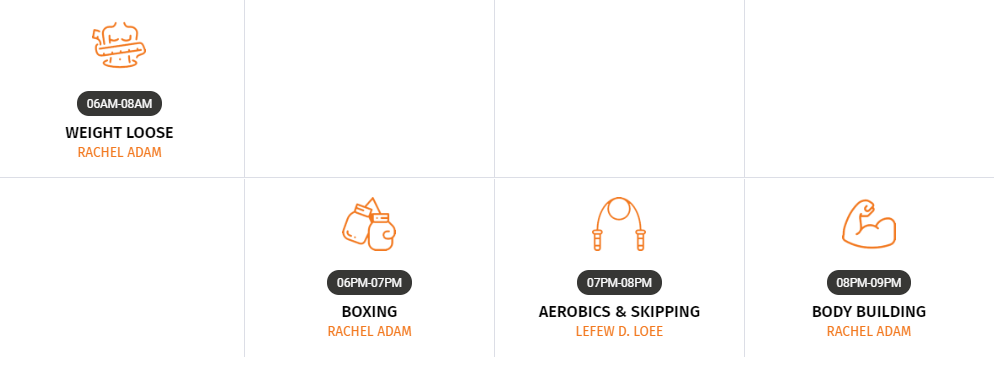 06AM-08AM
WEIGHT LOOSE
RACHEL ADAM
06PM-07PM
BOXING
RACHEL ADAM
07PM-08PM
AEROBICS & SKIPPING
LEFEW D. LOEE
08PM-09PM
BODY BUILDING
RACHEL ADAM